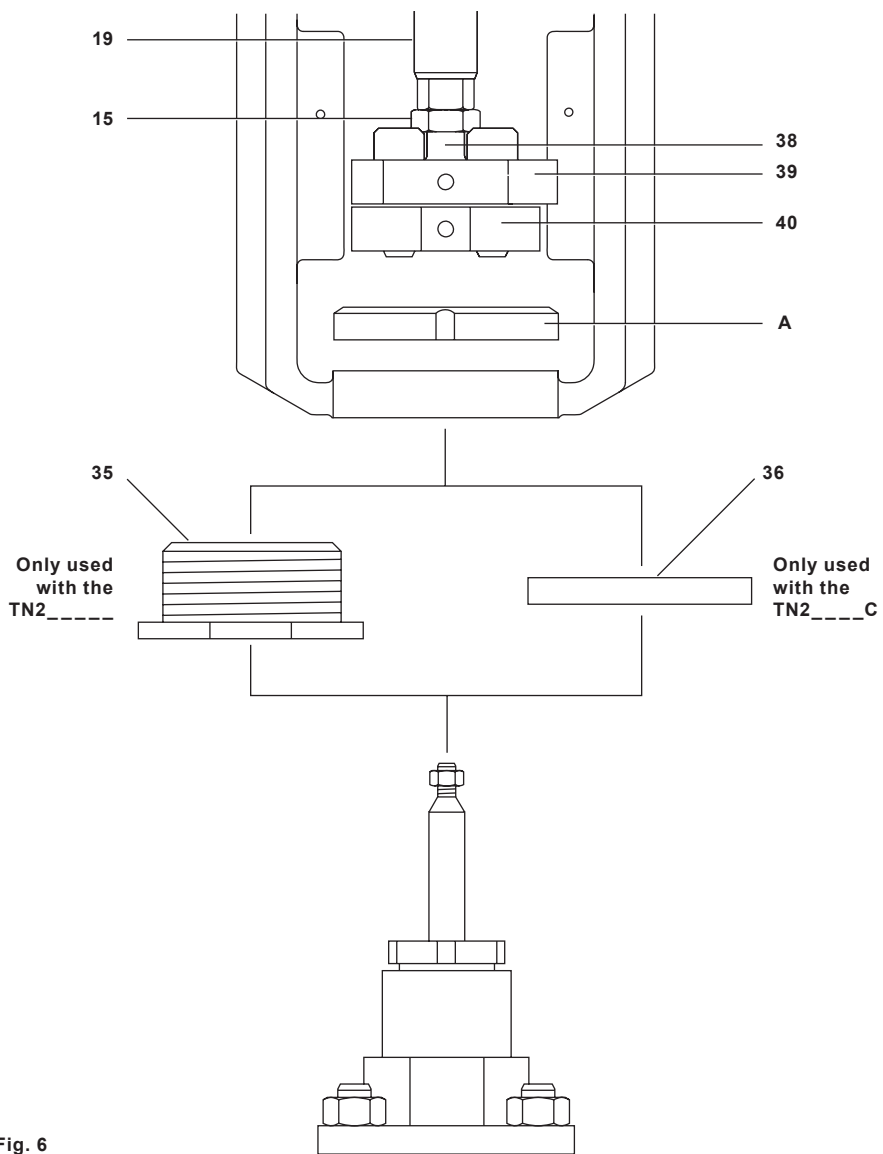 19
15
38
39
40
A
35
36
Only used
with the
TN2_____
Only used
with the
TN2____C
Fig. 6